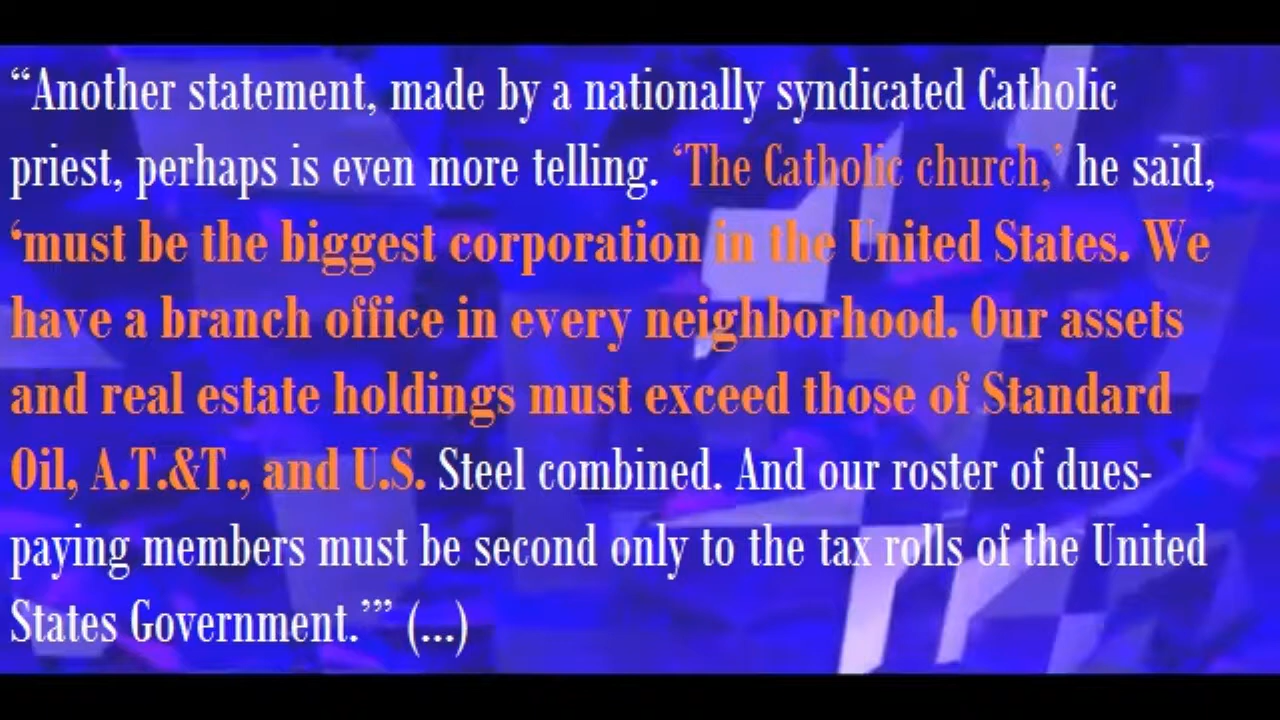 “Another statement, made by a nationally syndicated Catholic
priest, perhaps is even more telling. ‘The Catholic church,’ he said,
‘must be the biggest corporation in the United States. We
have a branch office in every neighborhood. Our assets
and real estate holdings must exceed those of Standard
Oil, A.T.&T., and U.S. Steel combined. And our roster of dues-
paying members must be second only to the tax rolls of the United
States Government.’” (...)